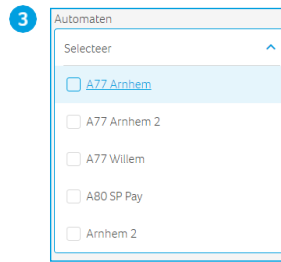 3
Automaten
Selecteer
A77 Arnhem
A77 Arnhem 2
A77 Willem
A80 SP Pay
Arnhem 2